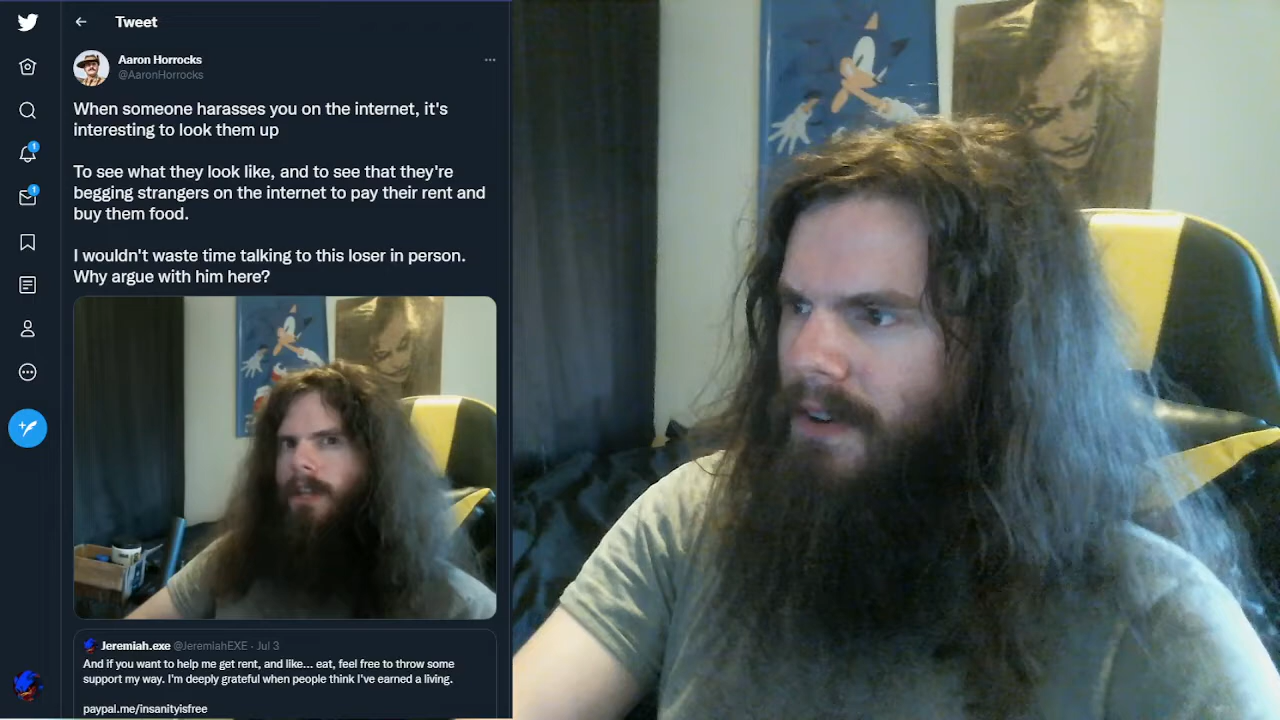 Tweet
Aaron Horrocks
@AaronHorrocks
When someone harasses you on the internet, it's
interesting to look them up
To see what they look like, and to see that they're
begging strangers on the internet to pay their rent and
buy them food.
I wouldn't waste time talking to this loser in person.
Why argue with him here?
1
1
Jeremiah.exe @JeremiahEXE · Jul 3
And if you want to help me get rent, and like... eat, feel free to throw some
support my way. I'm deeply grateful when people think I've earned a living.
paypal.me/insanityisfree